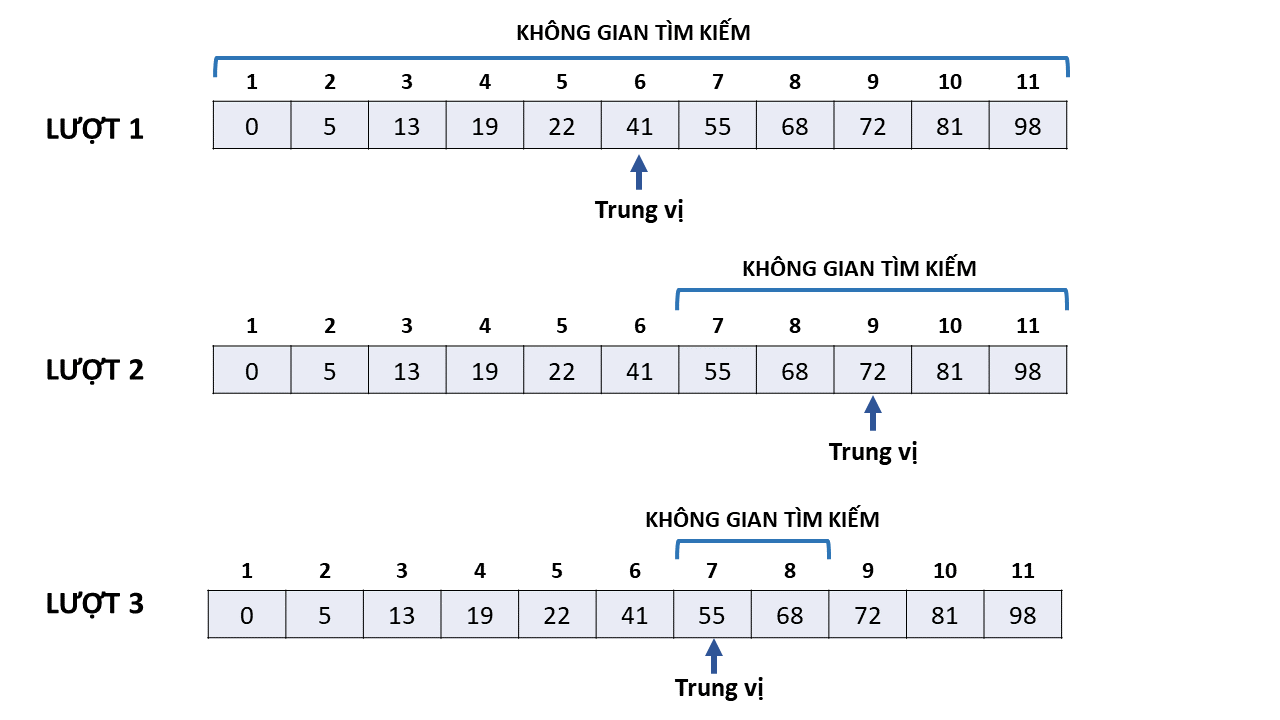 KHÔNG GIAN TÌM KIẾM
1 2 3 4 5 6 7 8 9 10 11
LƯỢT 1 0 5 13 19 22 41 55 68 72 81 98
Trung vị
KHÔNG GIAN TÌM KIẾM
1 2 3 4 5 6 7 8 9 10 11
LƯỢT 2 0 5 13 19 22 41 55 68 72 81 98
Trung vị
KHÔNG GIAN TÌM KIẾM
1 2 3 4 5 6 7 8 9 10 11
LƯỢT 3 0 5 13 19 22 41 55 68 72 81 98
Trung vị